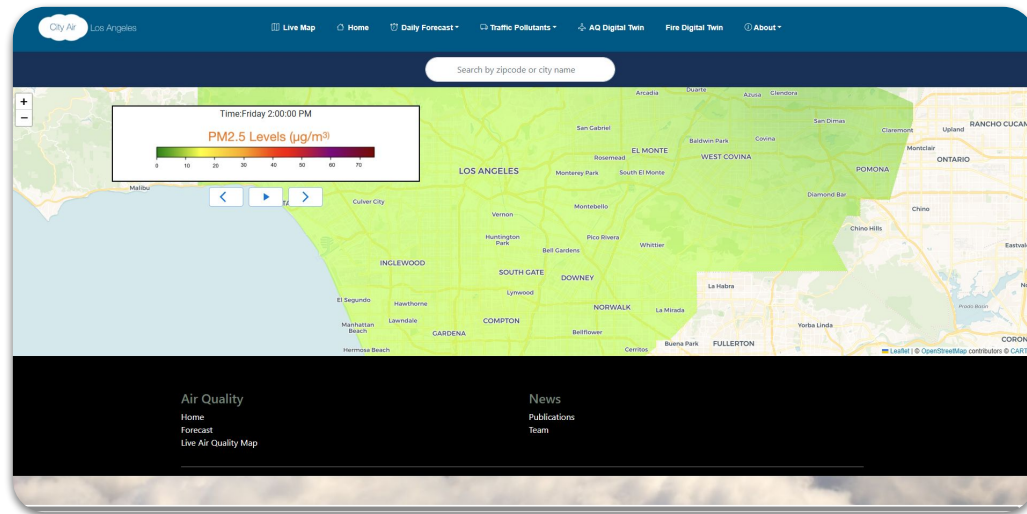 City Air Los Angeles
Live Map Home Daily Forecast Traffic Pollutants AQ Digital Twin Fire Digital Twin About
Search by zipcode or city name
+
−
Time:Friday 2:00:00 PM
PM2.5 Levels (μg/m³)
0 10 20 30 40 50 60 70
Arcadia
Duarte
Azusa
Glendora
San Dimas
Claremont
Upland
RANCHO CUCAM
San Gabriel
Baldwin Park
Covina
Montclair
ONTARIO
Rosemead
EL MONTE
WEST COVINA
LOS ANGELES
Monterey Park
South El Monte
POMONA
Malibu
Culver City
Diamond Bar
Vernon
Montebello
Chino
Chino Hills
Huntington
Park
Pico Rivera
Whittier
Bell Gardens
Eastval
INGLEWOOD
SOUTH GATE
DOWNEY
La Habra
Lynwood
El Segundo
Hawthorne
NORWALK
La Mirada
Prado Basin
Manhattan
Beach
Lawndale
GARDENA
COMPTON
Bellflower
Yorba Linda
Hermosa Beach
Cerritos
Buena Park
FULLERTON
CORON
Leaflet | © OpenStreetMap contributors © CART
Air Quality
Home
Forecast
Live Air Quality Map
News
Publications
Team